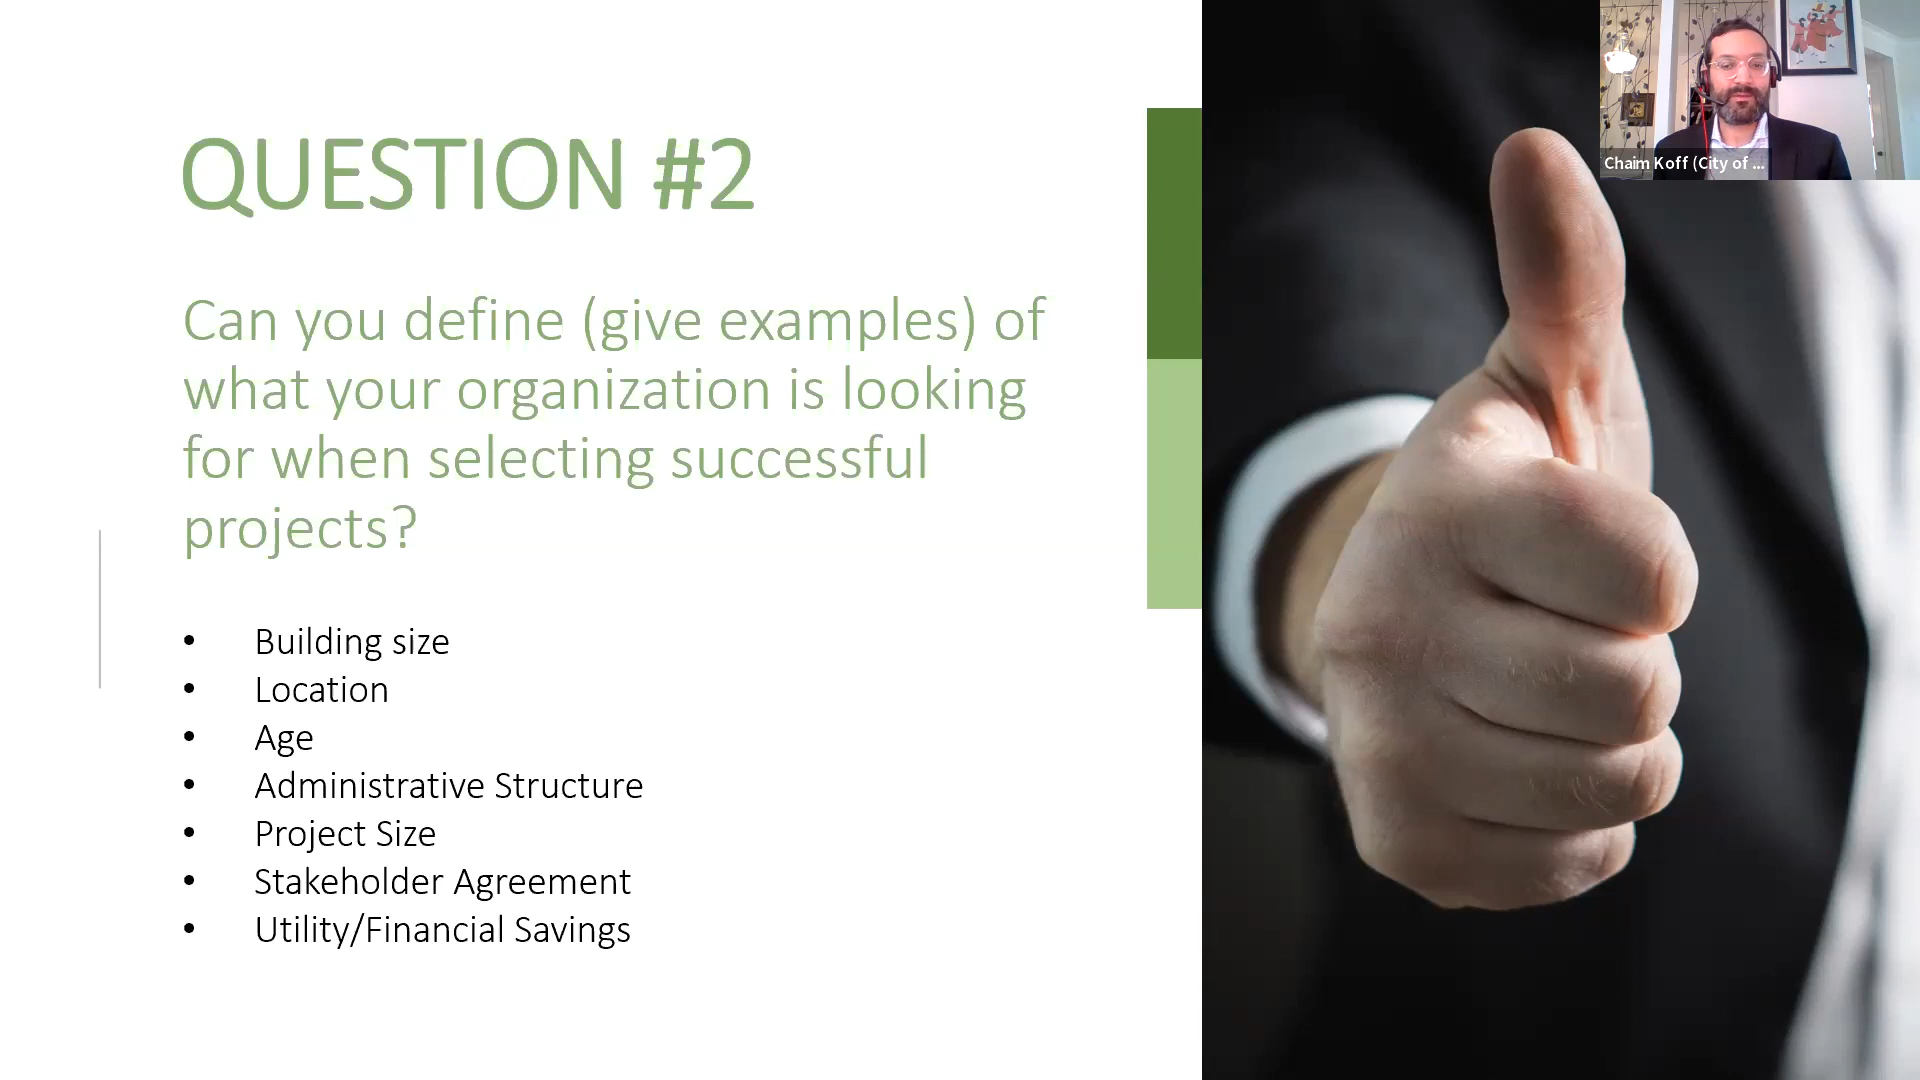 QUESTION #2
Can you define (give examples) of
what your organization is looking
for when selecting successful
projects?
• Building size
• Location
• Age
• Administrative Structure
• Project Size
• Stakeholder Agreement
• Utility/Financial Savings
Chaim Koff (City of ...